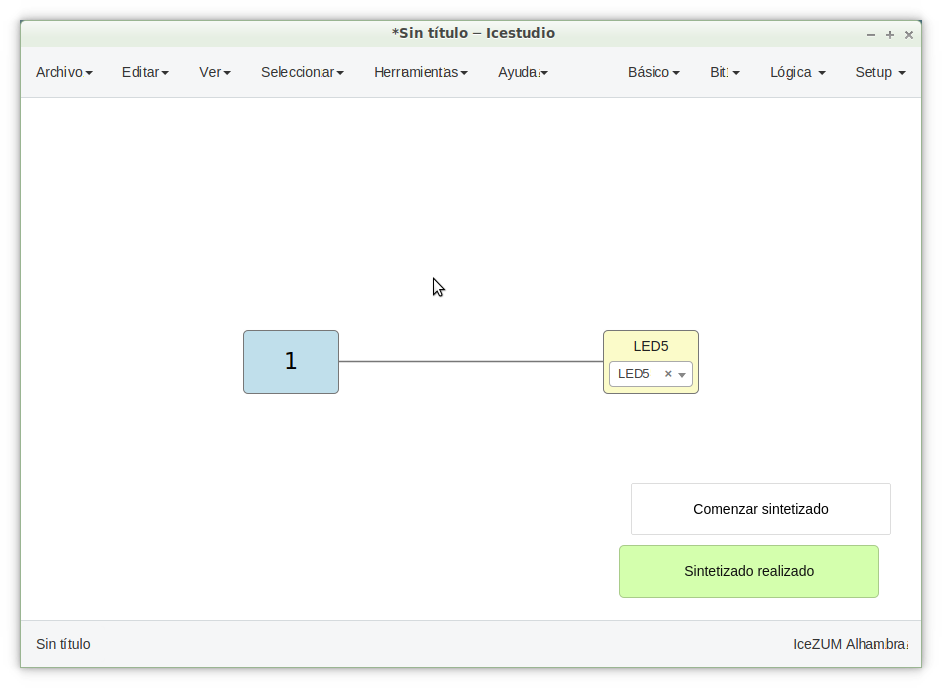 *Sin título – Icestudio
Archivo Editar Ver Seleccionar Herramientas Ayuda Básico Bit Lógica Setup
1
LED5
LED5
Comenzar sintetizado
Sintetizado realizado
Sin título IceZUM Alhambra